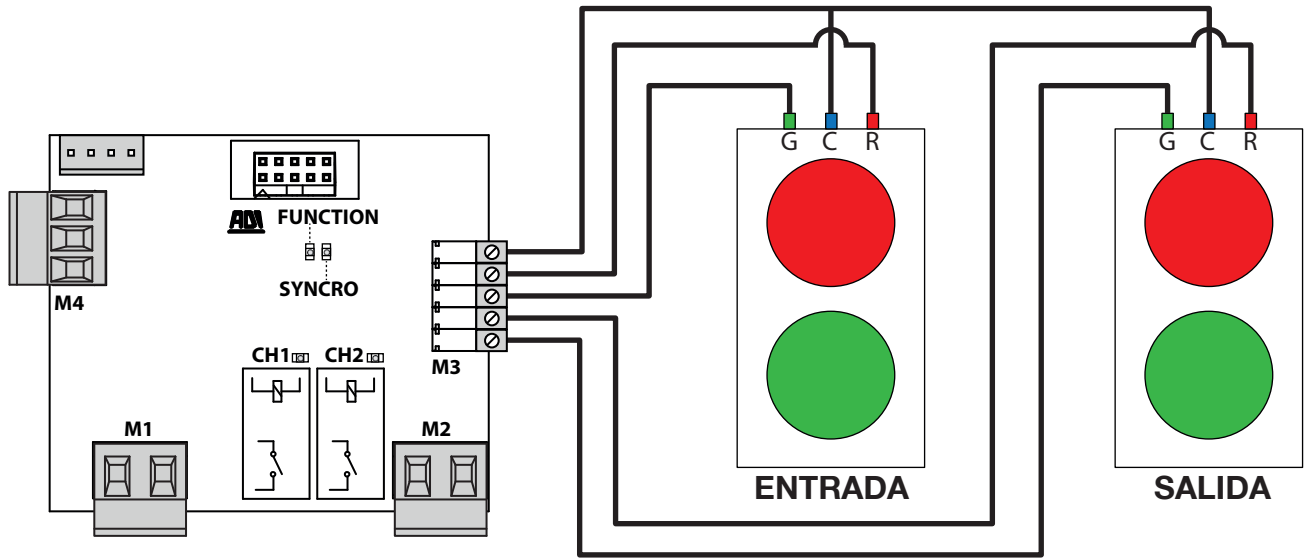 G C R
G C R
ADI FUNCTION
SYNCRO
M4
CH1 CH2
M3
M1
M2
ENTRADA
SALIDA